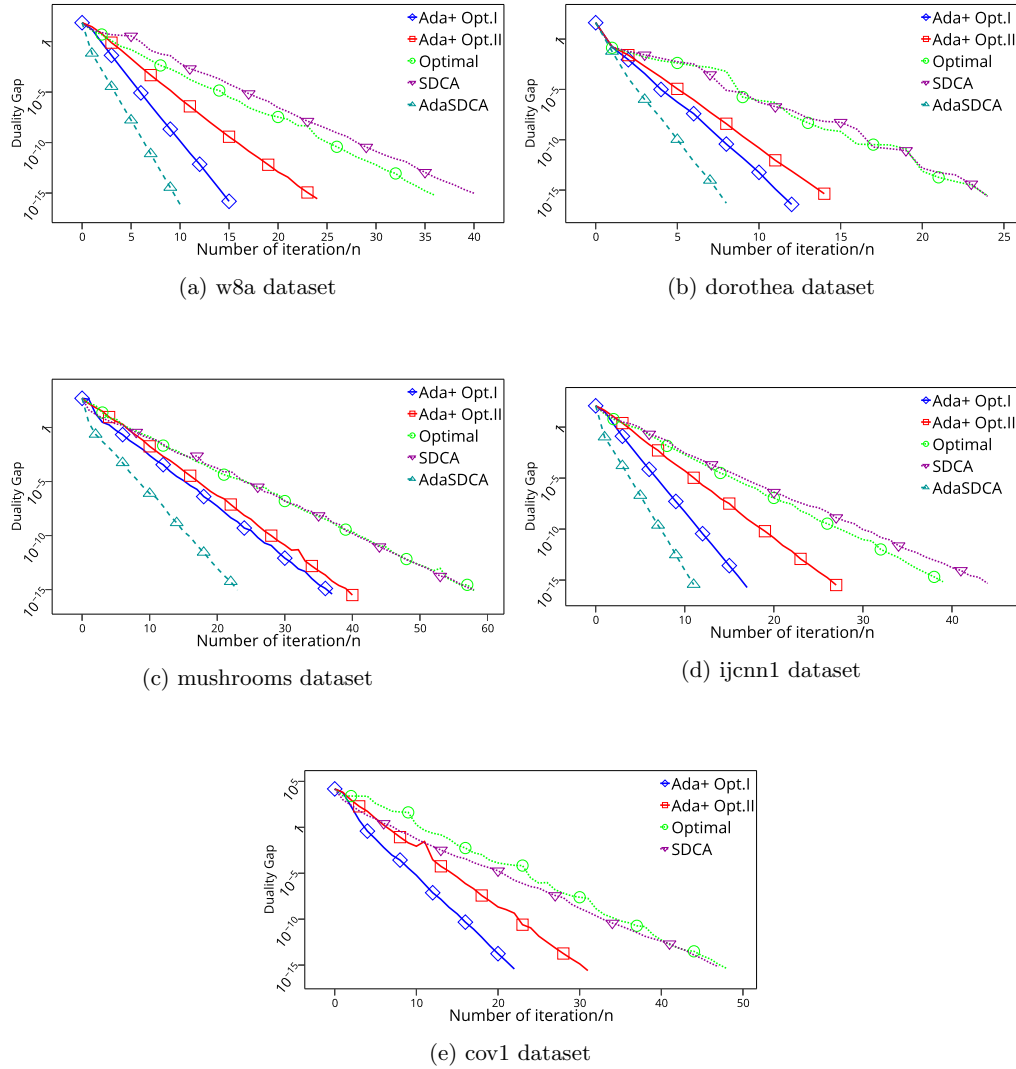 Ada+ Opt.I
Ada+ Opt.II
Optimal
SDCA
AdaSDCA
Duality Gap
1
10−5
10−10
10−15
0 5 10 15 20 25 30 35 40
Number of iteration/n
(a) w8a dataset
Ada+ Opt.I
Ada+ Opt.II
Optimal
SDCA
AdaSDCA
Duality Gap
1
10−5
10−10
10−15
0 5 10 15 20 25
Number of iteration/n
(b) dorothea dataset
Ada+ Opt.I
Ada+ Opt.II
Optimal
SDCA
AdaSDCA
Duality Gap
1
10−5
10−10
10−15
0 10 20 30 40 50 60
Number of iteration/n
(c) mushrooms dataset
Ada+ Opt.I
Ada+ Opt.II
Optimal
SDCA
AdaSDCA
Duality Gap
1
10−5
10−10
10−15
0 10 20 30 40
Number of iteration/n
(d) ijcnn1 dataset
Ada+ Opt.I
Ada+ Opt.II
Optimal
SDCA
Duality Gap
105
1
10−5
10−10
10−15
0 10 20 30 40 50
Number of iteration/n
(e) cov1 dataset